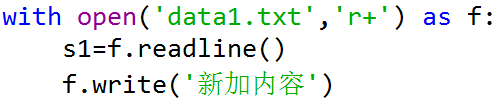 with open('data1.txt','r+') as f:
    s1=f.readline()
    f.write('新加内容')